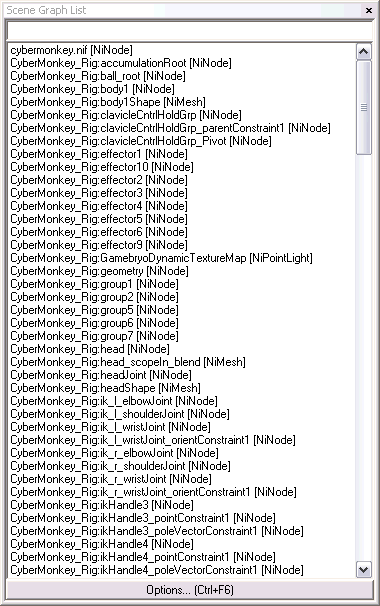 Scene Graph List
cybermonkey.nif [NiNode]
CyberMonkey_Rig:accumulationRoot [NiNode]
CyberMonkey_Rig:ball_root [NiNode]
CyberMonkey_Rig:body1 [NiNode]
CyberMonkey_Rig:body1Shape [NiMesh]
CyberMonkey_Rig:clavicleCntrlHoldGrp [NiNode]
CyberMonkey_Rig:clavicleCntrlHoldGrp_parentConstraint1 [NiNode]
CyberMonkey_Rig:clavicleCntrlHoldGrp_Pivot [NiNode]
CyberMonkey_Rig:effector1 [NiNode]
CyberMonkey_Rig:effector10 [NiNode]
CyberMonkey_Rig:effector2 [NiNode]
CyberMonkey_Rig:effector3 [NiNode]
CyberMonkey_Rig:effector4 [NiNode]
CyberMonkey_Rig:effector5 [NiNode]
CyberMonkey_Rig:effector6 [NiNode]
CyberMonkey_Rig:effector9 [NiNode]
CyberMonkey_Rig:GamebryoDynamicTextureMap [NiPointLight]
CyberMonkey_Rig:geometry [NiNode]
CyberMonkey_Rig:group1 [NiNode]
CyberMonkey_Rig:group2 [NiNode]
CyberMonkey_Rig:group5 [NiNode]
CyberMonkey_Rig:group6 [NiNode]
CyberMonkey_Rig:group7 [NiNode]
CyberMonkey_Rig:head [NiNode]
CyberMonkey_Rig:head_scopeIn_blend [NiMesh]
CyberMonkey_Rig:headJoint [NiNode]
CyberMonkey_Rig:headShape [NiMesh]
CyberMonkey_Rig:ik_l_elbowJoint [NiNode]
CyberMonkey_Rig:ik_l_shoulderJoint [NiNode]
CyberMonkey_Rig:ik_l_wristJoint [NiNode]
CyberMonkey_Rig:ik_l_wristJoint_orientConstraint1 [NiNode]
CyberMonkey_Rig:ik_r_elbowJoint [NiNode]
CyberMonkey_Rig:ik_r_shoulderJoint [NiNode]
CyberMonkey_Rig:ik_r_wristJoint [NiNode]
CyberMonkey_Rig:ik_r_wristJoint_orientConstraint1 [NiNode]
CyberMonkey_Rig:ikHandle3 [NiNode]
CyberMonkey_Rig:ikHandle3_pointConstraint1 [NiNode]
CyberMonkey_Rig:ikHandle3_poleVectorConstraint1 [NiNode]
CyberMonkey_Rig:ikHandle4 [NiNode]
CyberMonkey_Rig:ikHandle4_pointConstraint1 [NiNode]
CyberMonkey_Rig:ikHandle4_poleVectorConstraint1 [NiNode]
Options... (Ctrl+F6)